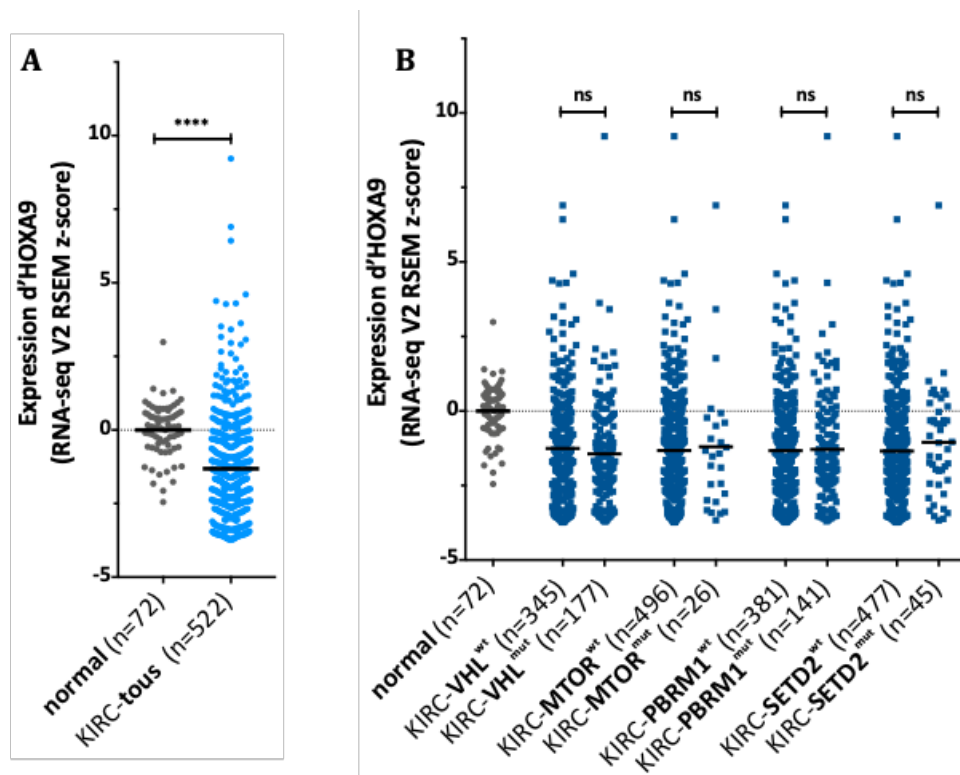 A
Expression d'HOXA9
(RNA-seq V2 RSEM z-score)
10
5
0
-5
****
normal (n=72)
KIRC-tous (n=522)
B
Expression d'HOXA9
(RNA-seq V2 RSEM z-score)
10
5
0
-5
ns
ns
ns
ns
normal (n=72)
KIRC-VHL^wt (n=345)
KIRC-VHL^mut (n=177)
KIRC-MTOR^wt (n=496)
KIRC-MTOR^mut (n=26)
KIRC-PBRM1^wt (n=381)
KIRC-PBRM1^mut (n=141)
KIRC-SETD2^wt (n=477)
KIRC-SETD2^mut (n=45)